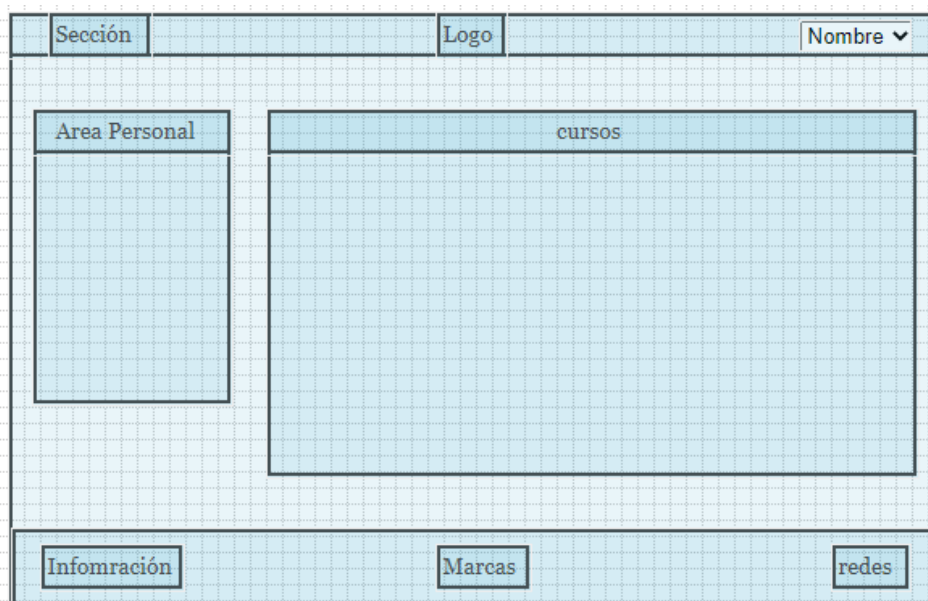 Sección
Logo
Nombre
Area Personal
cursos
Infomración
Marcas
redes